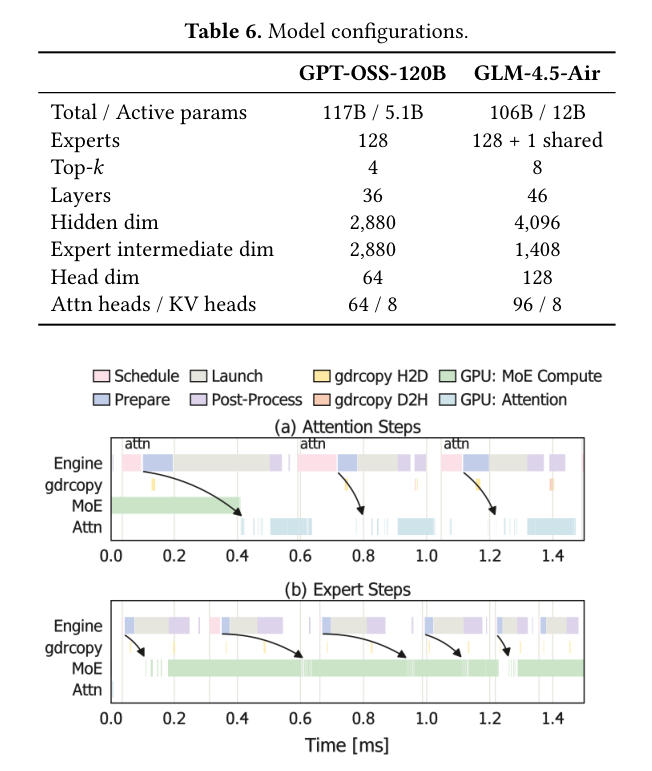 Table 6. Model configurations.
GPT-OSS-120B GLM-4.5-Air
Total / Active params 117B / 5.1B 106B / 12B
Experts 128 128 + 1 shared
Top-k 4 8
Layers 36 46
Hidden dim 2,880 4,096
Expert intermediate dim 2,880 1,408
Head dim 64 128
Attn heads / KV heads 64 / 8 96 / 8
Schedule Launch gdrcopy H2D GPU: MoE Compute
Prepare Post-Process gdrcopy D2H GPU: Attention
(a) Attention Steps
attn attn attn
Engine
gdrcopy
MoE
Attn
0.0 0.2 0.4 0.6 0.8 1.0 1.2 1.4
(b) Expert Steps
Engine
gdrcopy
MoE
Attn
0.0 0.2 0.4 0.6 0.8 1.0 1.2 1.4
Time [ms]